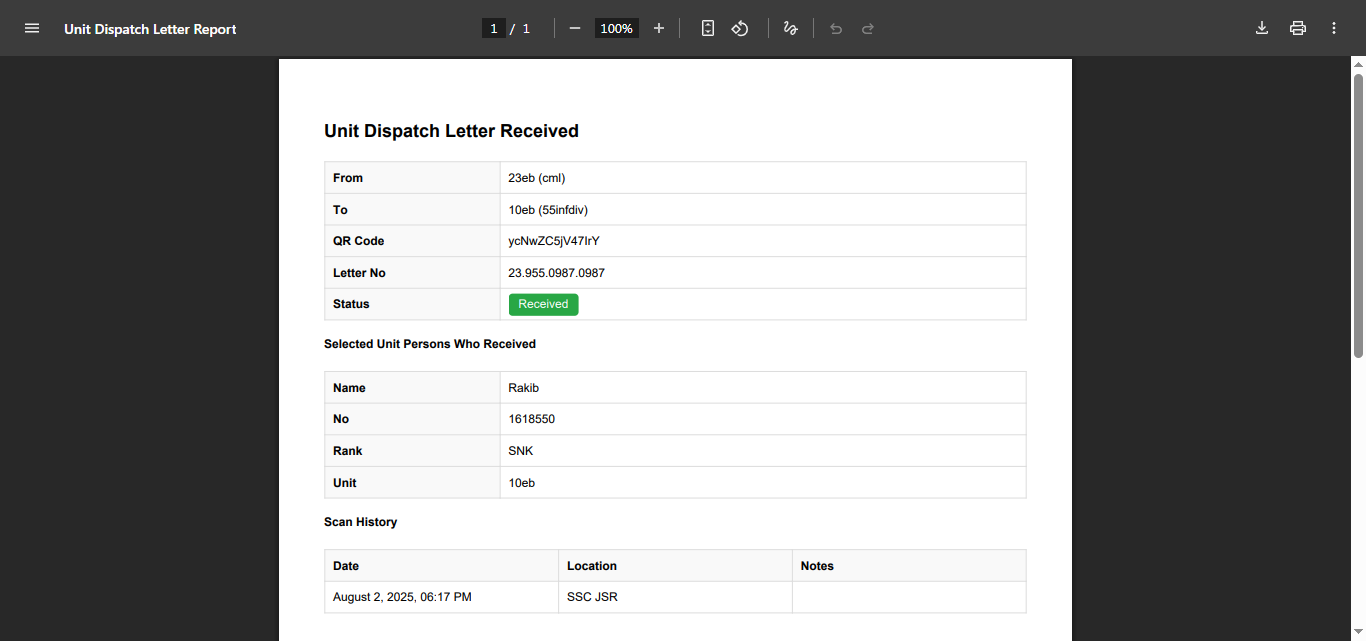 Unit Dispatch Letter Report
1 / 1
100%
Unit Dispatch Letter Received
From 23eb (cml)
To 10eb (55infdiv)
QR Code ycNwZC5jV47IrY
Letter No 23.955.0987.0987
Status Received
Selected Unit Persons Who Received
Name Rakib
No 1618550
Rank SNK
Unit 10eb
Scan History
Date Location Notes
August 2, 2025, 06:17 PM SSC JSR